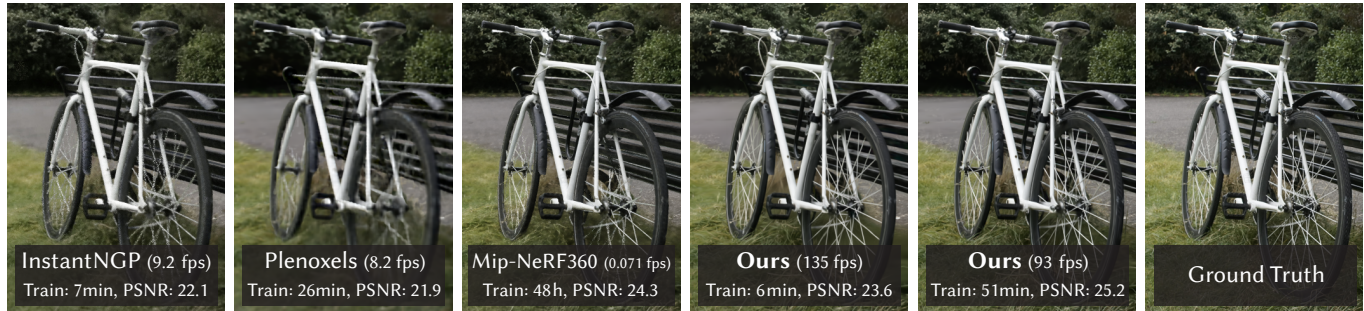 InstantNGP (9.2 fps)
Train: 7min, PSNR: 22.1
Plenoxels (8.2 fps)
Train: 26min, PSNR: 21.9
Mip-NeRF360 (0.071 fps)
Train: 48h, PSNR: 24.3
Ours (135 fps)
Train: 6min, PSNR: 23.6
Ours (93 fps)
Train: 51min, PSNR: 25.2
Ground Truth